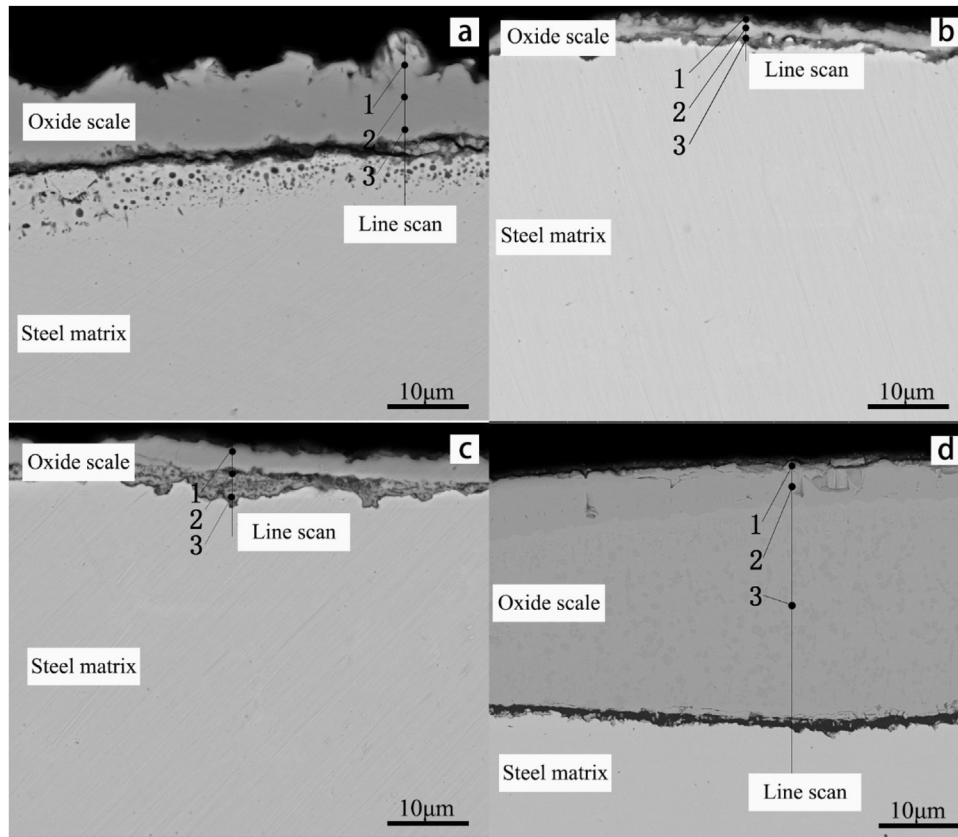 a
1
Oxide scale
2
3
Line scan
Steel matrix
10μm
b
Oxide scale
Line scan
1
2
3
Steel matrix
10μm
c
Oxide scale
1
2
Line scan
3
Steel matrix
10μm
d
1
2
Oxide scale
3
Steel matrix
Line scan
10μm